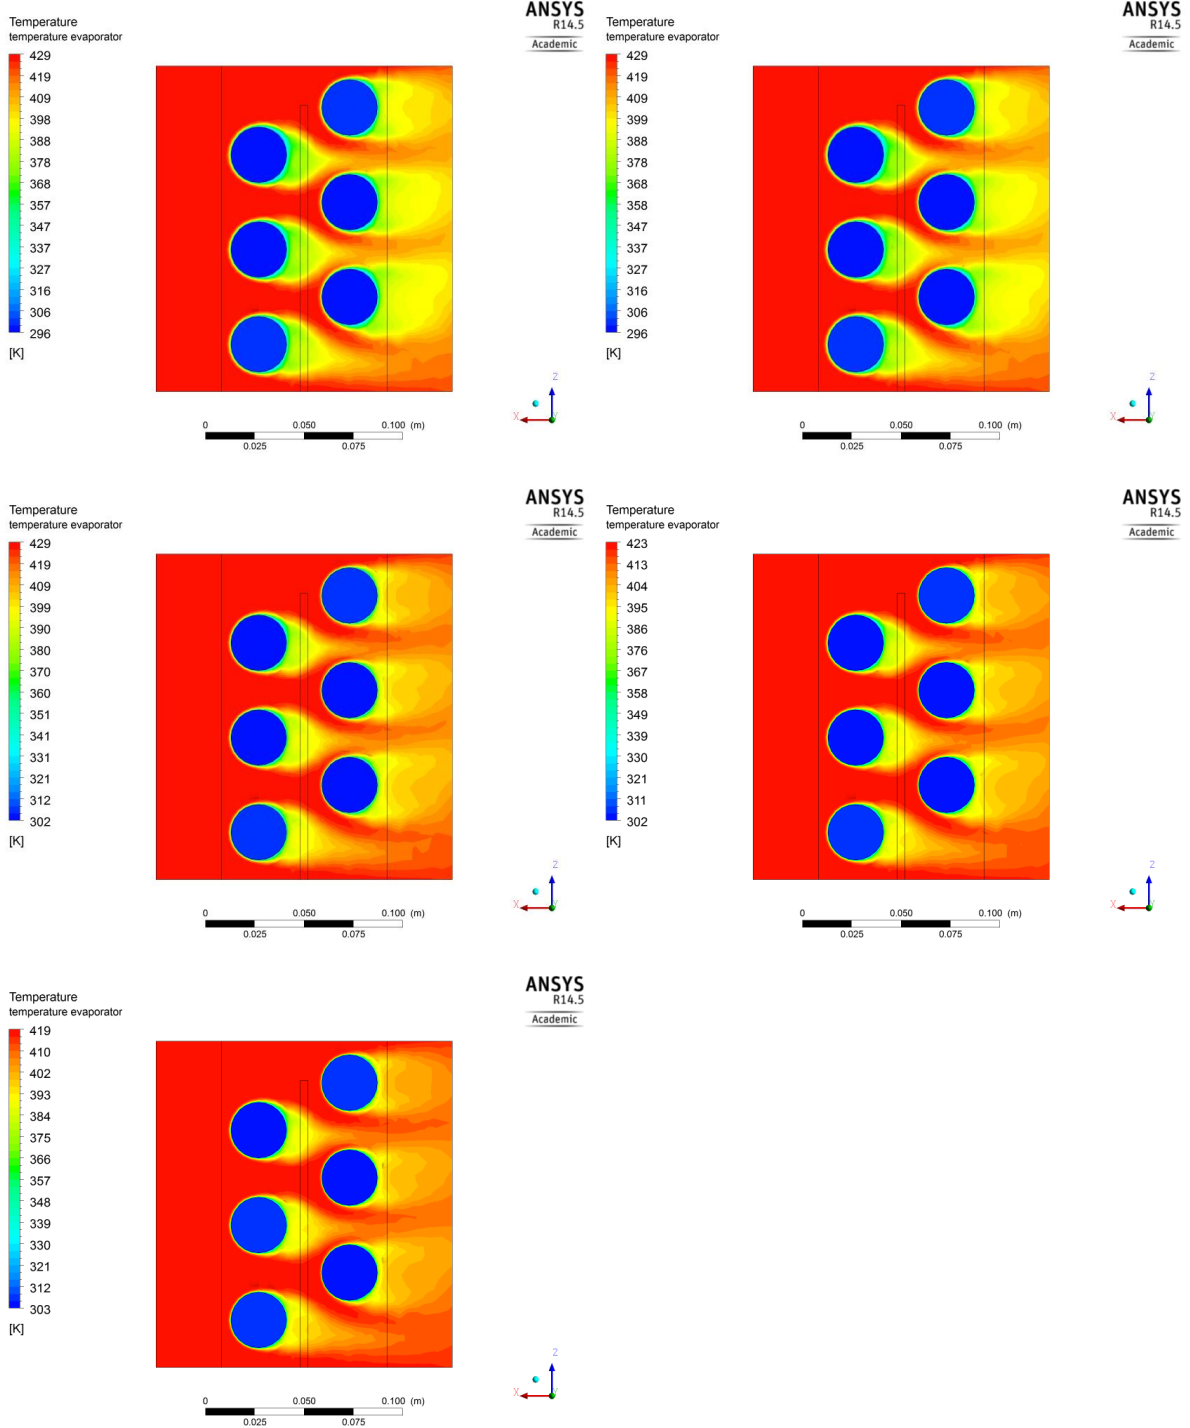 Temperature
temperature evaporator
429
419
409
398
388
378
368
357
347
337
327
316
306
296
[K]
ANSYS
R14.5
Academic
0 0.050 0.100 (m)
0.025 0.075
Z
X
Y
Temperature
temperature evaporator
429
419
409
398
388
378
368
358
347
337
327
316
306
296
[K]
ANSYS
R14.5
Academic
0 0.050 0.100 (m)
0.025 0.075
Z
X
Y
Temperature
temperature evaporator
429
419
409
399
390
380
370
360
351
341
331
321
312
302
[K]
ANSYS
R14.5
Academic
0 0.050 0.100 (m)
0.025 0.075
Z
X
Temperature
temperature evaporator
423
413
404
395
386
376
367
358
349
339
330
320
311
302
[K]
ANSYS
R14.5
Academic
0 0.050 0.100 (m)
0.025 0.075
Z
X
Temperature
temperature evaporator
419
410
402
393
384
375
366
357
348
339
330
321
312
303
[K]
ANSYS
R14.5
Academic
0 0.050 0.100 (m)
0.025 0.075
Z
X